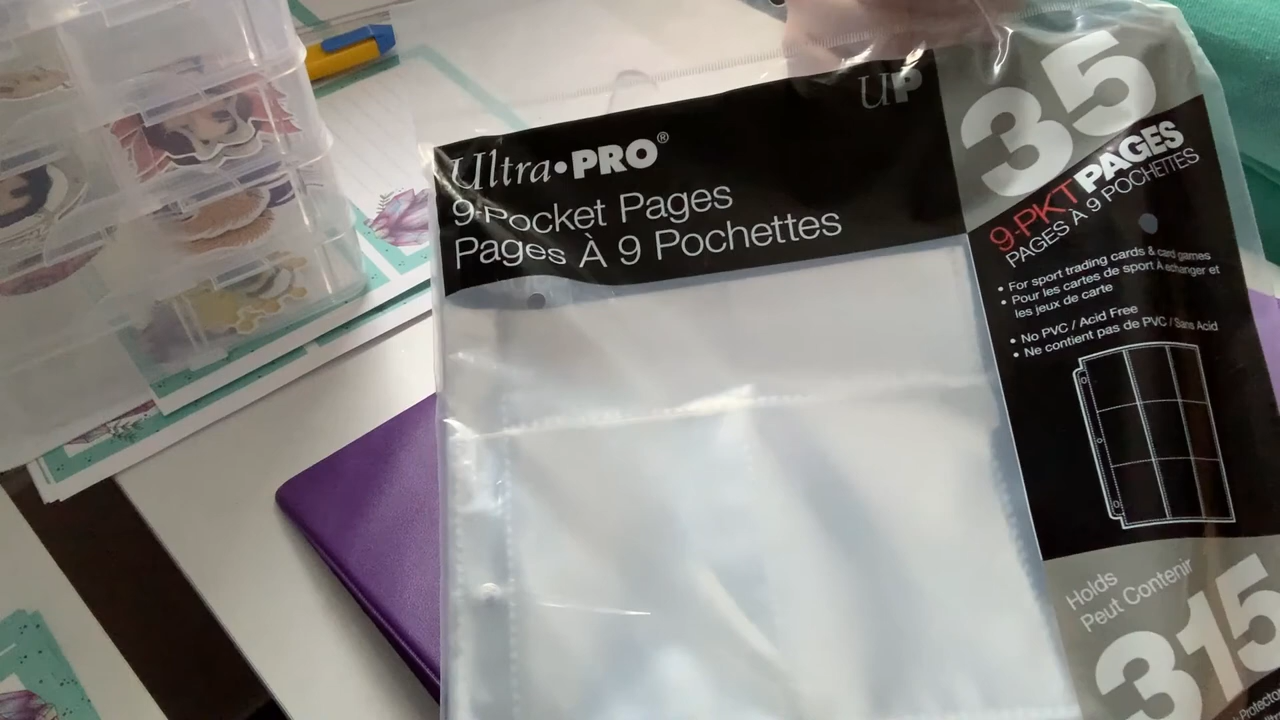 Ultra•PRO®
9-Pocket Pages
Pages À 9 Pochettes
UP
35
9-PKT PAGES
PAGES À 9 POCHETTES
• For sport trading cards & card games
• Pour les cartes de sport À echanger et
les jeux de carte
• No PVC / Acid Free
• Ne contient pas de PVC / Sans Acid
Holds
Peut Contenir
315